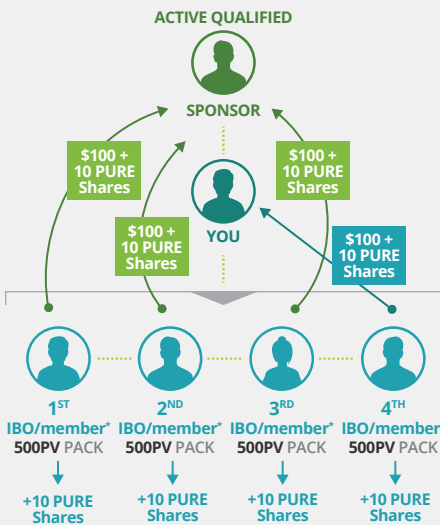 ACTIVE QUALIFIED
SPONSOR
$100 +
10 PURE
Shares
$100 +
10 PURE
Shares
$100 +
10 PURE
Shares
YOU
$100 +
10 PURE
Shares
1ST
IBO/member*
500PV PACK
+10 PURE
Shares
2ND
IBO/member*
500PV PACK
+10 PURE
Shares
3RD
IBO/member*
500PV PACK
+10 PURE
Shares
4TH
IBO/member
500PV PACK
+10 PURE
Shares